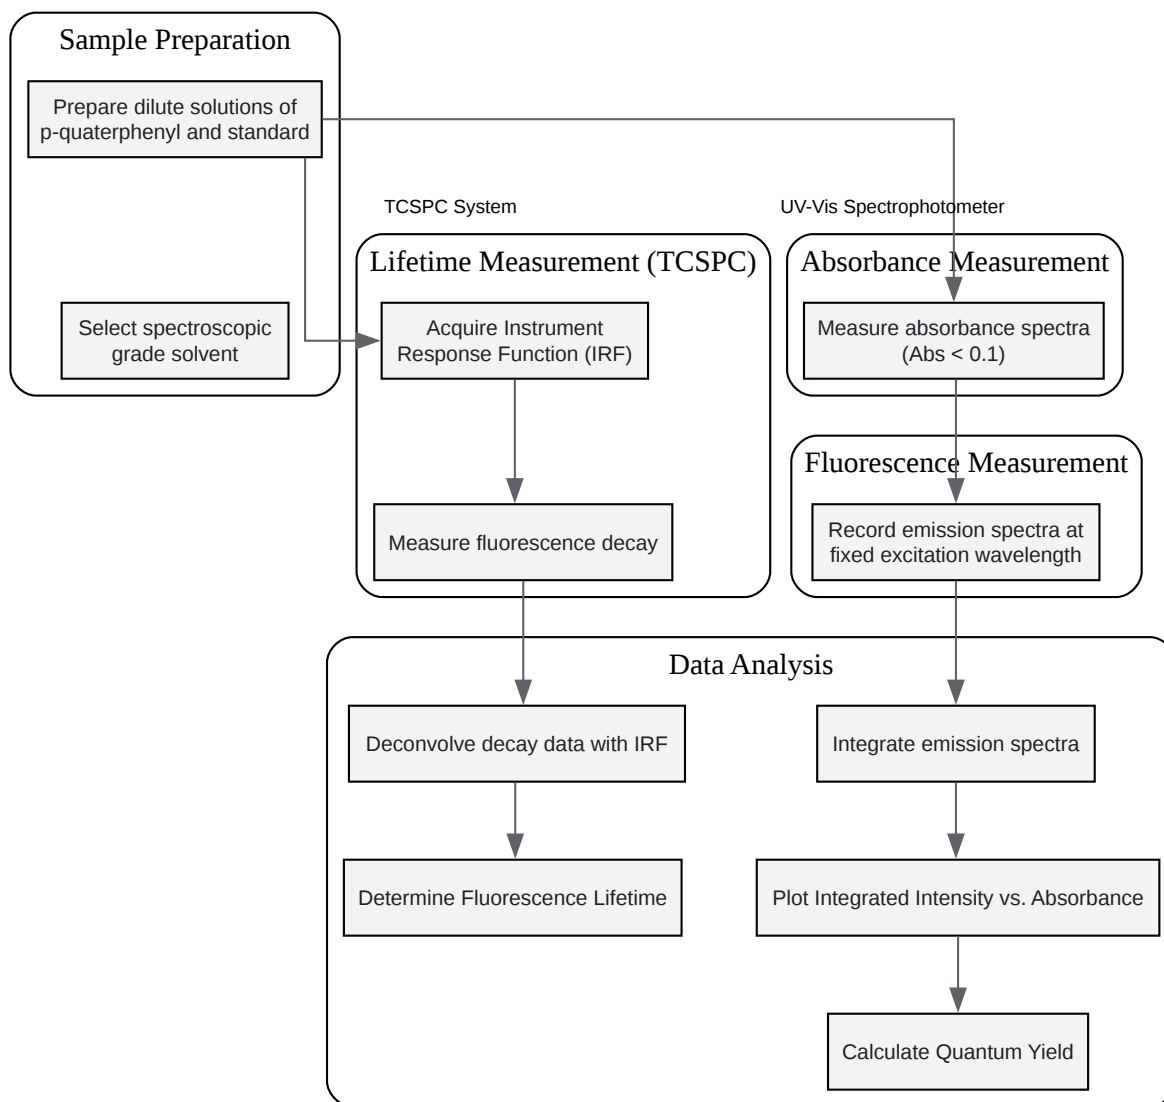 Sample Preparation
Prepare dilute solutions of
p-quaterphenyl and standard
Select spectroscopic
grade solvent
TCSPC System
Lifetime Measurement (TCSPC)
Acquire Instrument
Response Function (IRF)
Measure fluorescence decay
UV-Vis Spectrophotometer
Absorbance Measurement
Measure absorbance spectra
(Abs < 0.1)
Fluorescence Measurement
Record emission spectra at
fixed excitation wavelength
Data Analysis
Deconvolve decay data with IRF
Determine Fluorescence Lifetime
Integrate emission spectra
Plot Integrated Intensity vs. Absorbance
Calculate Quantum Yield